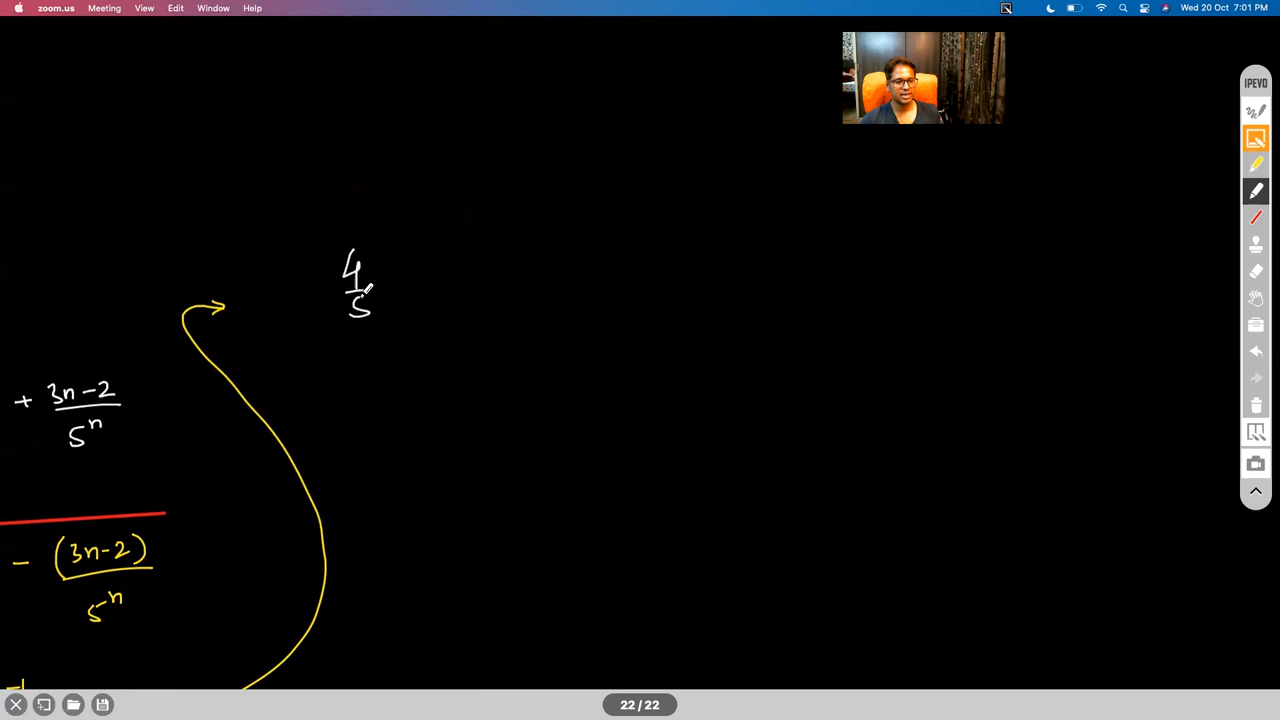 zoom.us Meeting View Edit Window Help Wed 20 Oct 7:01 PM
IPEVO
4
5
+ 3n-2
5^n
- (3n-2)
5^n
-1
22 / 22